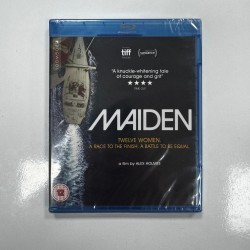 tiff
"A knuckle-whitening tale
of courage and grit"
★★★★
MAIDEN
TWELVE WOMEN.
A RACE TO THE FINISH. A BATTLE TO BE EQUAL.
a film by ALEX HOLMES
12